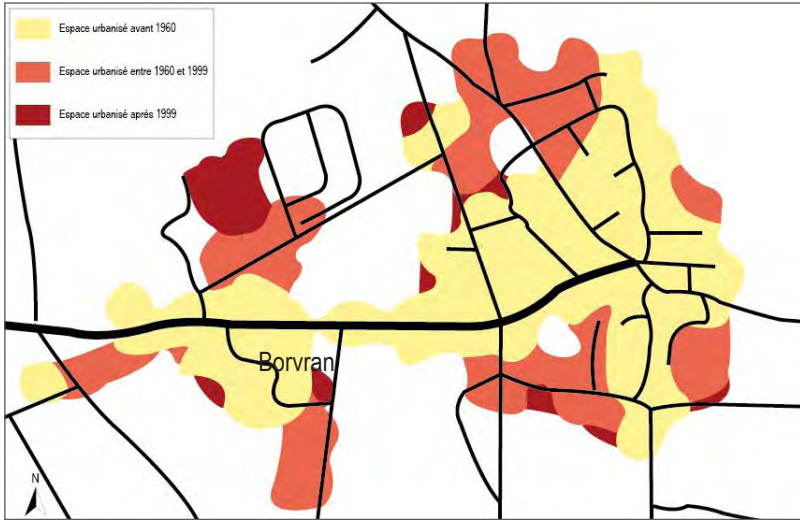 Espace urbanisé avant 1960
Espace urbanisé entre 1960 et 1999
Espace urbanisé après 1999
Borvran
N